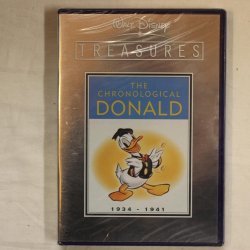 WALT DISNEY
TREASURES
THE
CHRONOLOGICAL
DONALD
1934 - 1941